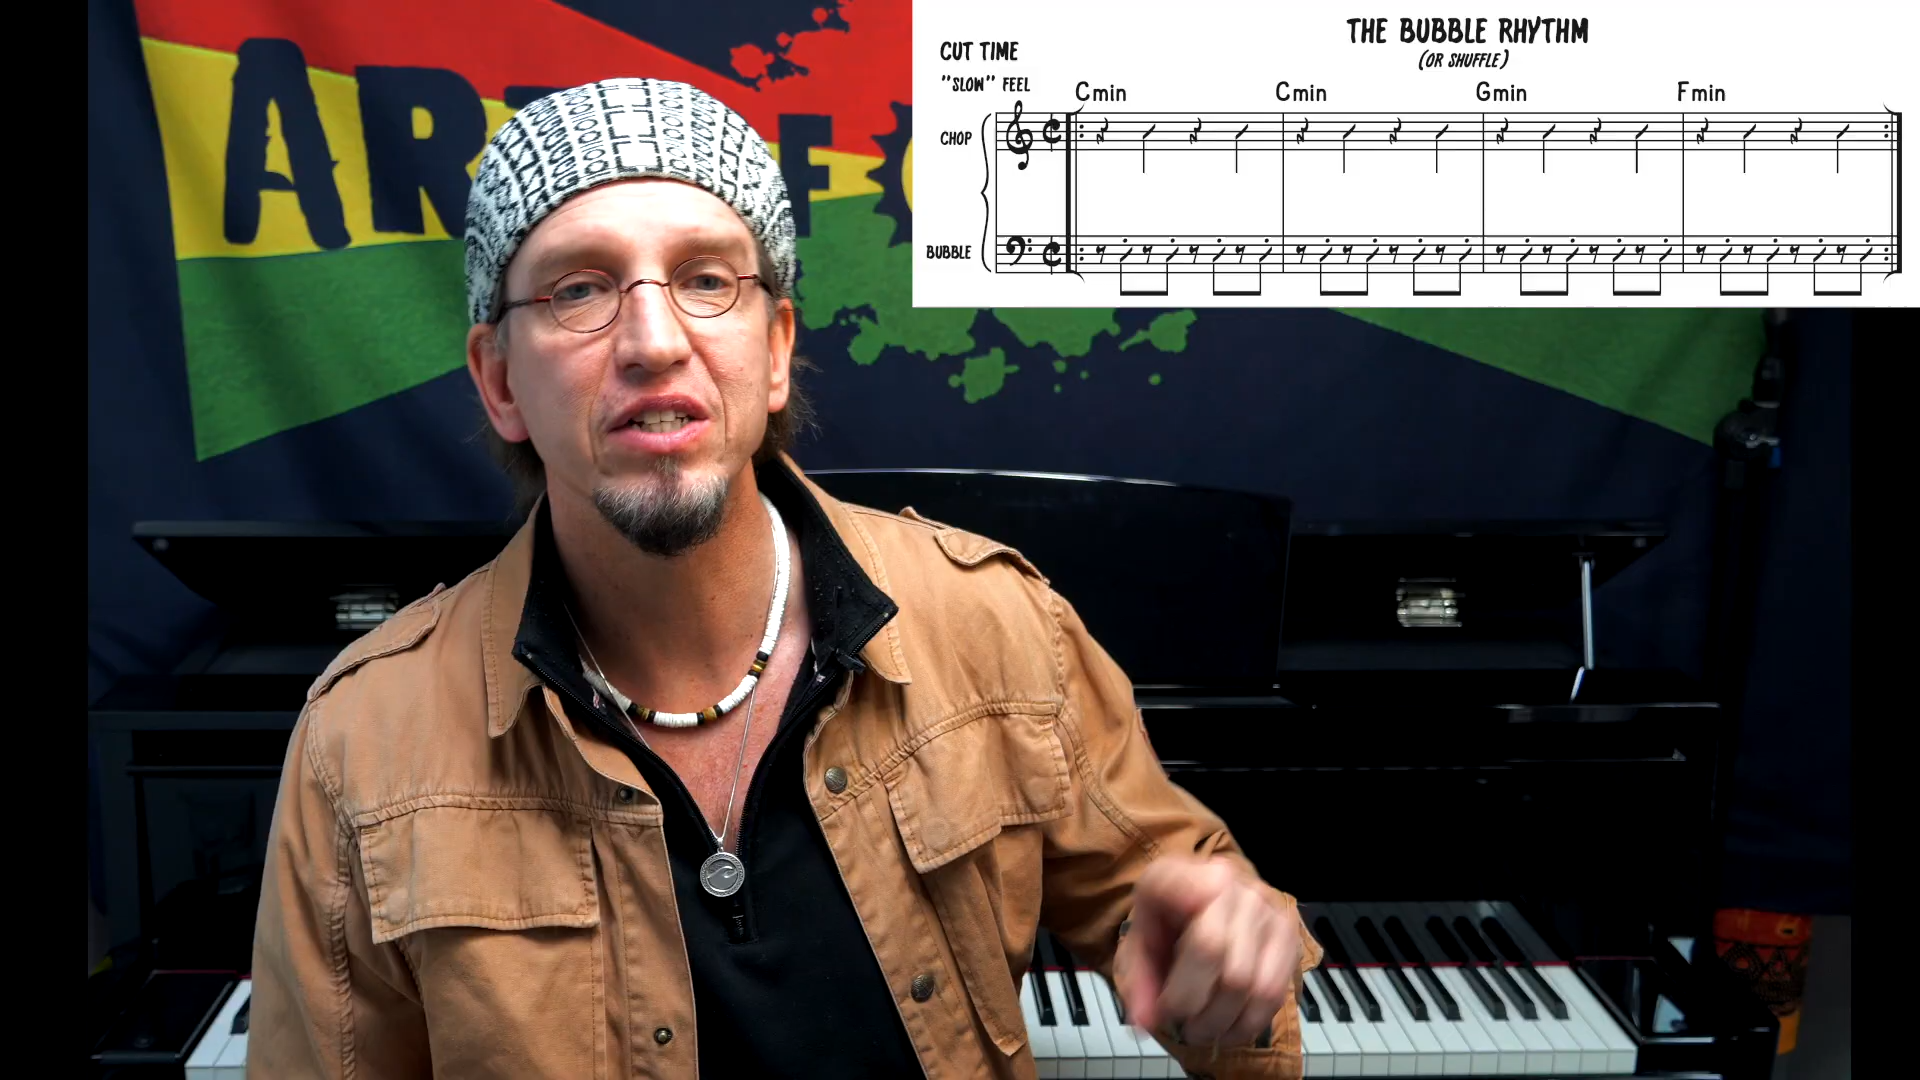 THE BUBBLE RHYTHM
(OR SHUFFLE)
CUT TIME
"SLOW" FEEL
Cmin Cmin Gmin Fmin
CHOP
BUBBLE